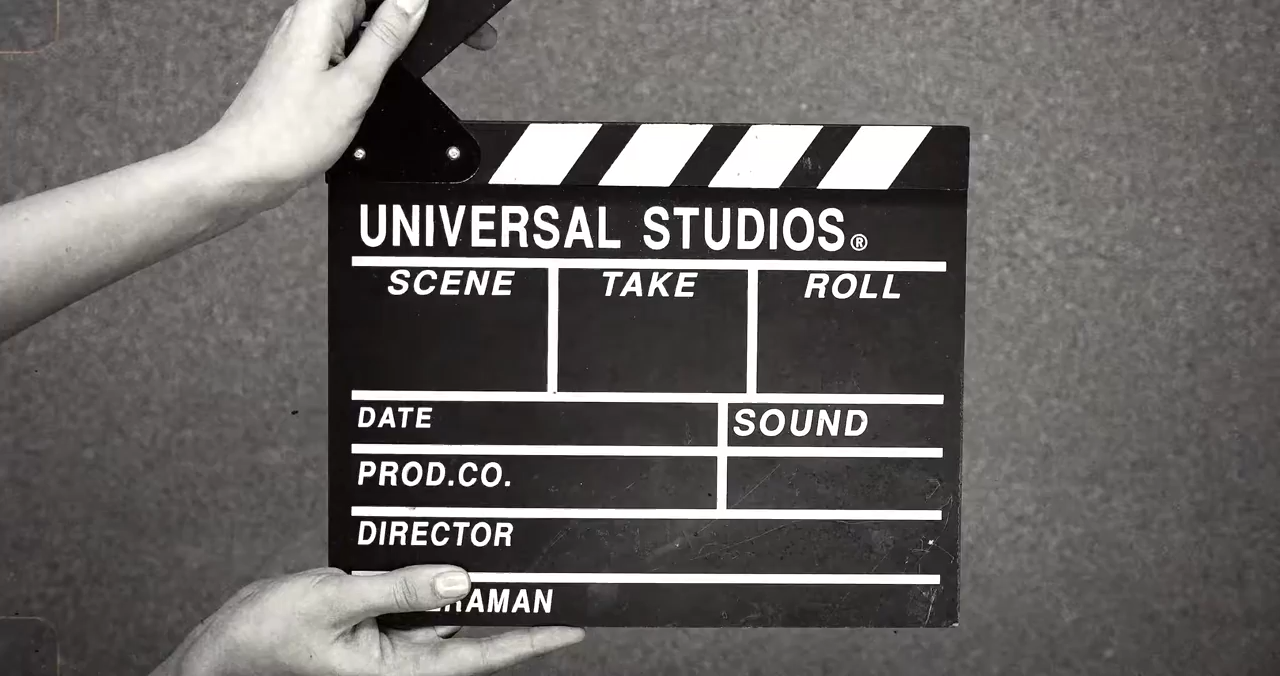 UNIVERSAL STUDIOS®
SCENE TAKE ROLL
DATE SOUND
PROD.CO.
DIRECTOR